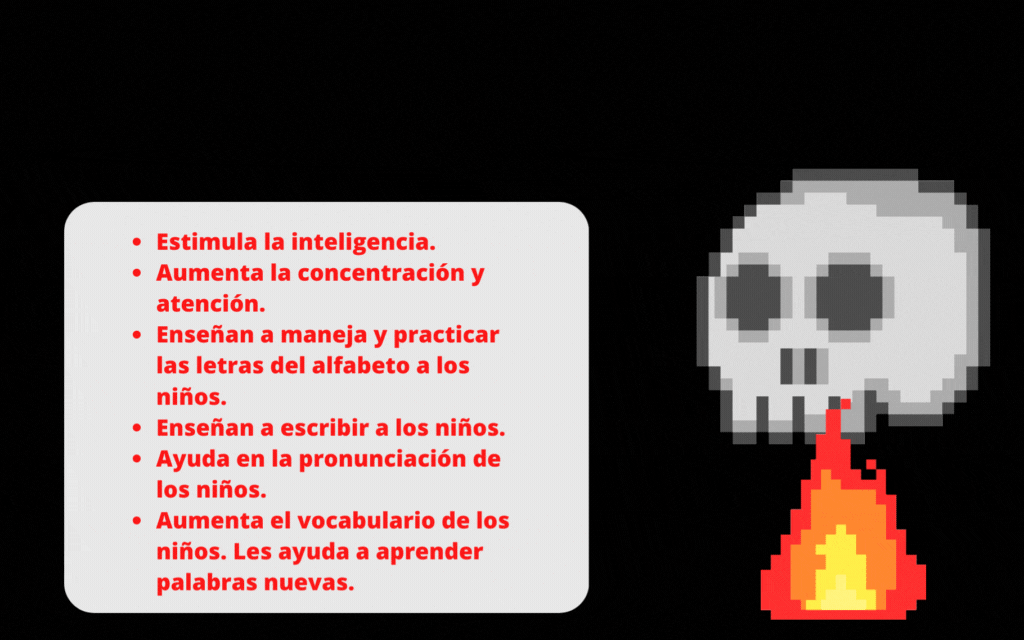 • Estimula la inteligencia.
• Aumenta la concentración y
atención.
• Enseñan a maneja y practicar
las letras del alfabeto a los
niños.
• Enseñan a escribir a los niños.
• Ayuda en la pronunciación de
los niños.
• Aumenta el vocabulario de los
niños. Les ayuda a aprender
palabras nuevas.